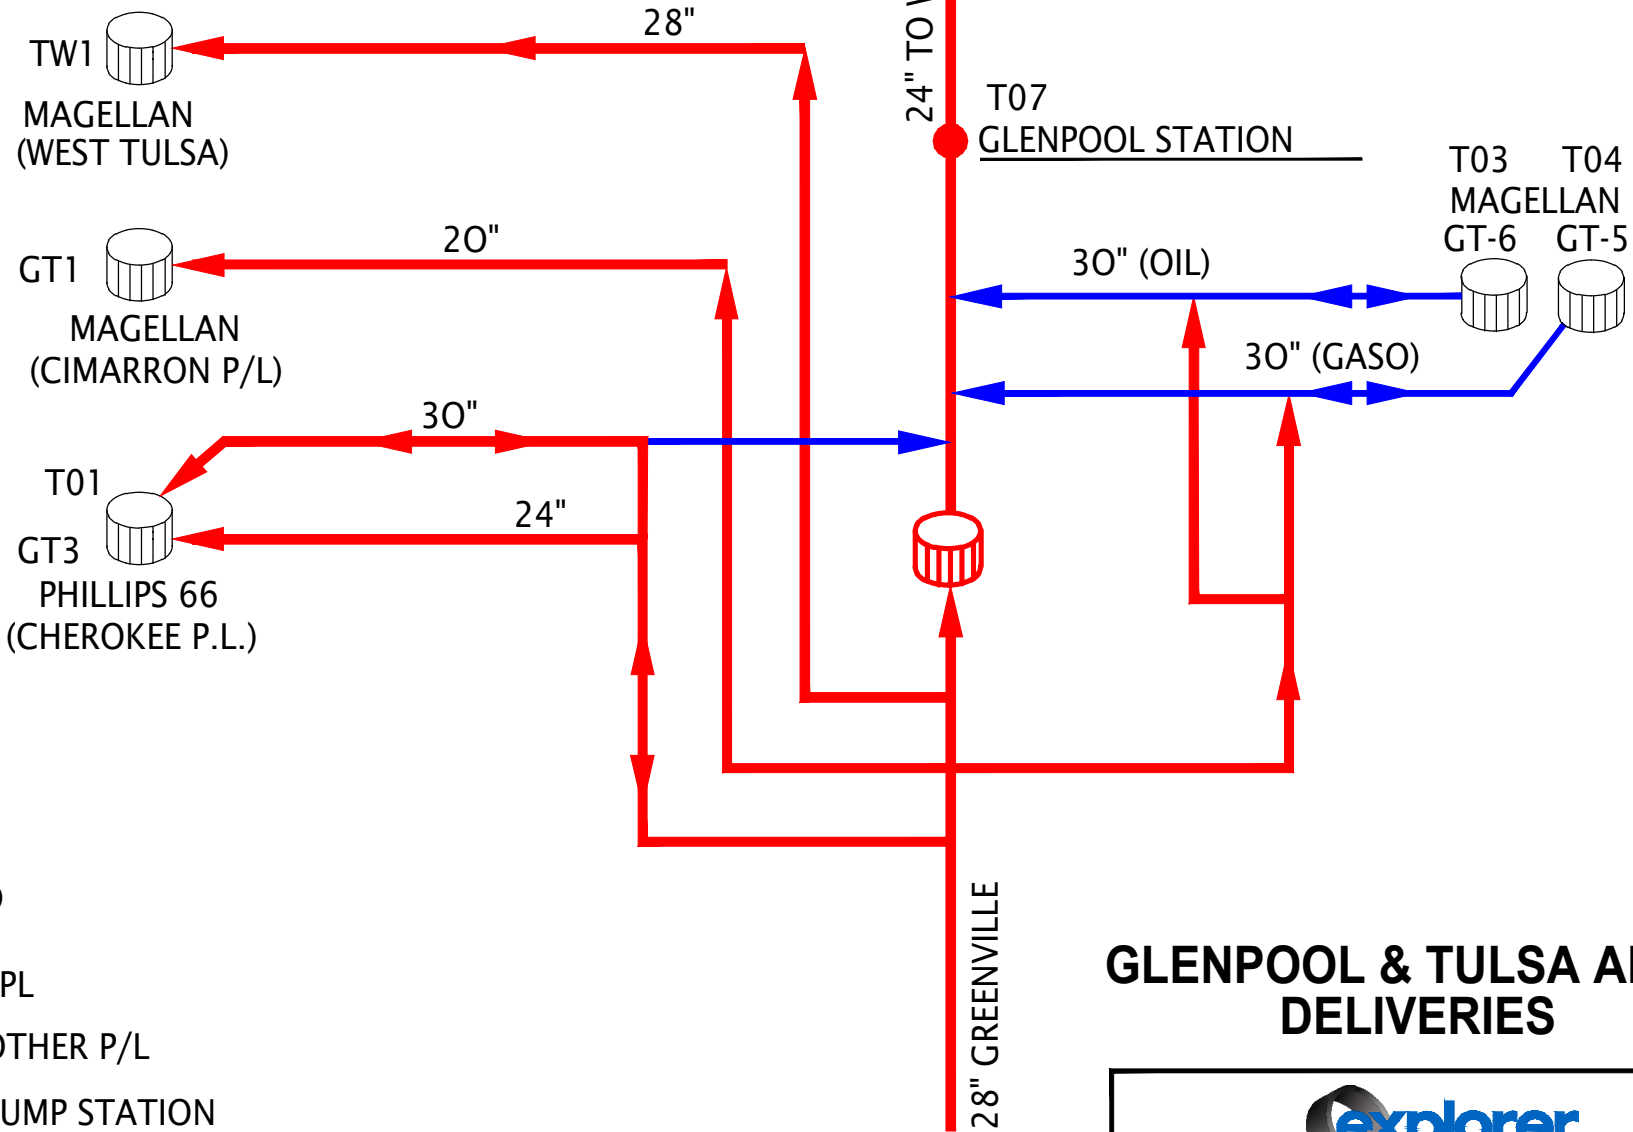 28"
TW1
MAGELLAN
(WEST TULSA)
24" TO
T07
GLENPOOL STATION
T03 T04
MAGELLAN
GT-6 GT-5
20"
GT1
MAGELLAN
(CIMARRON P/L)
30" (OIL)
30" (GASO)
30"
T01
24"
GT3
PHILLIPS 66
(CHEROKEE P.L.)
28" GREENVILLE
PL
OTHER P/L
UMP STATION
GLENPOOL & TULSA
DELIVERIES
explorer